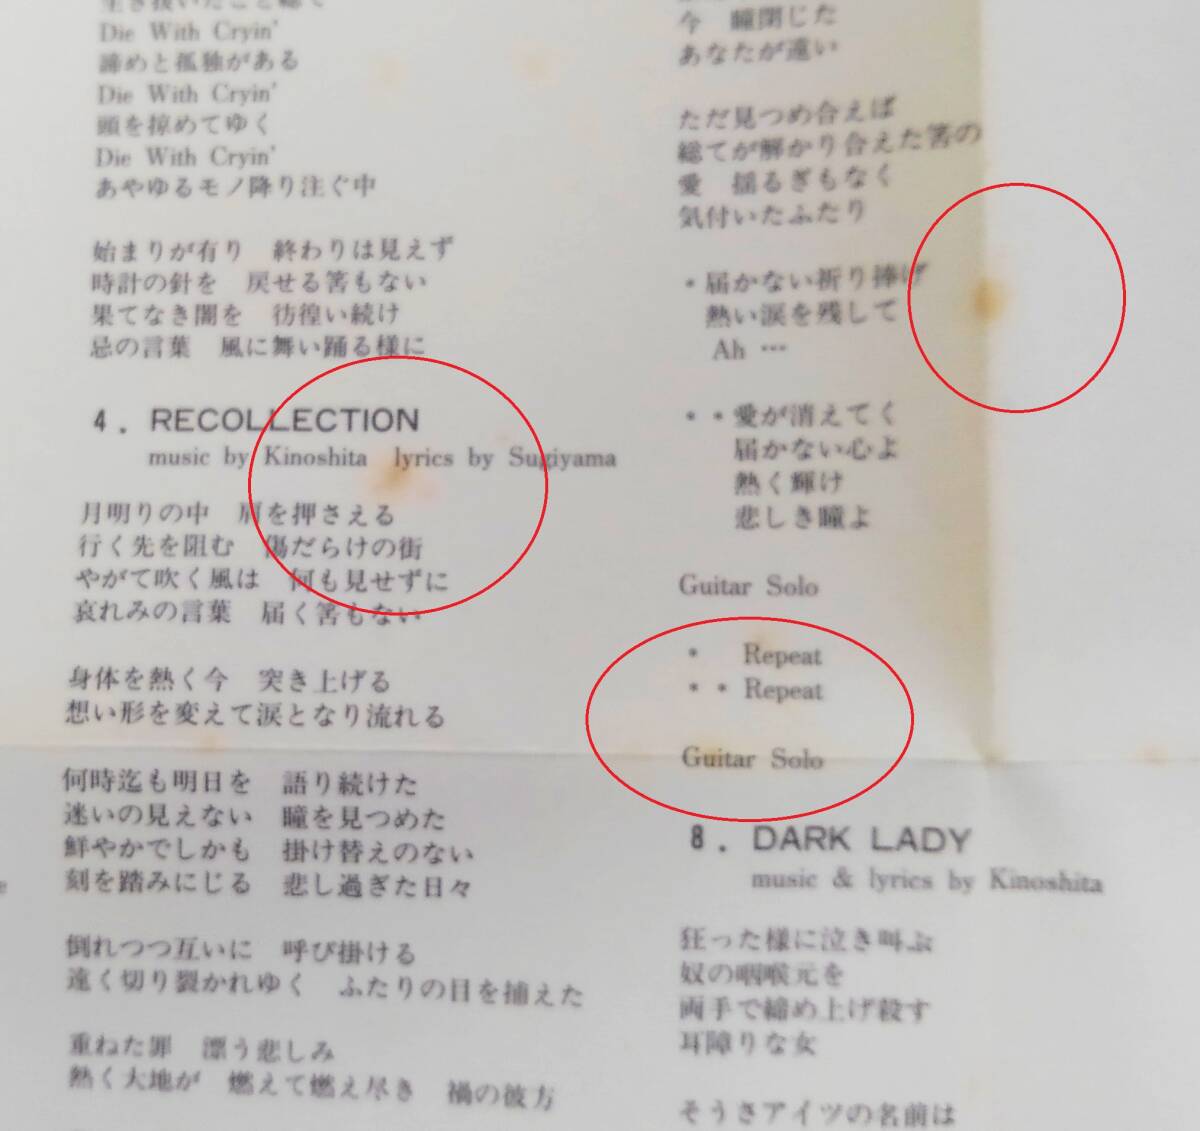 生き抜いたこと総て
Die With Cryin'
諦めと孤独がある
Die With Cryin'
頭を掠めてゆく
Die With Cryin'
あやゆるモノ降り注ぐ中
始まりが有り　終わりは見えず
時計の針を　戻せる筈もない
果てなき闇を　彷徨い続け
忌の言葉　風に舞い踊る様に
4. RECOLLECTION
music by Kinoshita　lyrics by Sugiyama
月明りの中　肩を押さえる
行く先を阻む　傷だらけの街
やがて吹く風は　何も見せずに
哀れみの言葉　届く筈もない
身体を熱く今　突き上げる
想い形を変えて涙となり流れる
何時迄も明日を　語り続けた
迷いの見えない　瞳を見つめた
鮮やかでしかも　掛け替えのない
刻を踏みにじる　悲し過ぎた日々
倒れつつ互いに　呼び掛ける
遠く切り裂かれゆく　ふたりの目を捕えた
重ねた罪　漂う悲しみ
熱く大地が　燃えて燃え尽き　禍の彼方
今　瞳閉じた
あなたが遠い
ただ見つめ合えば
総てが解かり合えた筈の
愛　揺るぎもなく
気付いたふたり
*届かない祈り捧げ
熱い涙を残して
Ah …
* *愛が消えてく
届かない心よ
熱く輝け
悲しき瞳よ
Guitar Solo
*　Repeat
* * Repeat
Guitar Solo
8. DARK LADY
music & lyrics by Kinoshita
狂った様に泣き叫ぶ
奴の咽喉元を
両手で締め上げ殺す
耳障りな女
そうさアイツの名前は